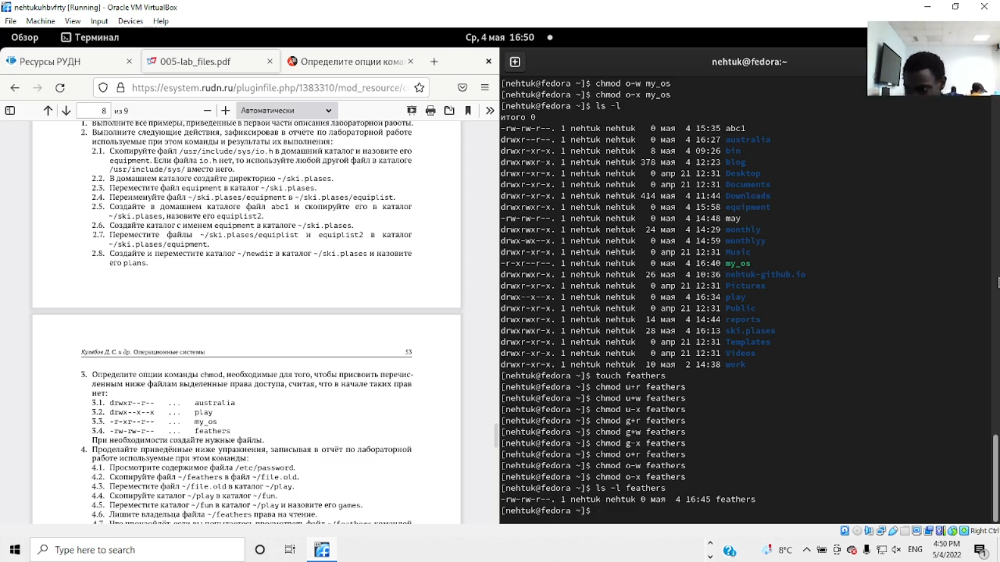 nehtukuhbvfrty [Running] - Oracle VM VirtualBox
File Machine View Input Devices Help
Обзор Терминал Ср, 4 мая 16:50
Ресурсы РУДН 005-lab_files.pdf Определите опции кома
https://esystem.rudn.ru/pluginfile.php/1383310/mod_resource/c
8 из 9 Автоматически
1. Выполните все примеры, приведённые в первой части описания лабораторной работы.
2. Выполните следующие действия, зафиксировав в отчёте по лабораторной работе
используемые при этом команды и результаты их выполнения:
2.1. Скопируйте файл /usr/include/sys/io.h в домашний каталог и назовите его
equipment. Если файла io.h нет, то используйте любой другой файл в каталоге
/usr/include/sys/ вместо него.
2.2. В домашнем каталоге создайте директорию ~/ski.plases.
2.3. Переместите файл equipment в каталог ~/ski.plases.
2.4. Переименуйте файл ~/ski.plases/equipment в ~/ski.plases/equiplist.
2.5. Создайте в домашнем каталоге файл abc1 и скопируйте его в каталог
~/ski.plases, назовите его equiplist2.
2.6. Создайте каталог с именем equipment в каталоге ~/ski.plases.
2.7. Переместите файлы ~/ski.plases/equiplist и equiplist2 в каталог
~/ski.plases/equipment.
2.8. Создайте и переместите каталог ~/newdir в каталог ~/ski.plases и назовите
его plans.
Кулябов Д. С. и др. Операционные системы 53
3. Определите опции команды chmod, необходимые для того, чтобы присвоить перечис-
ленным ниже файлам выделенные права доступа, считая, что в начале таких прав
нет:
3.1. drwxr--r-- ... australia
3.2. drwx--x--x ... play
3.3. -r-xr--r-- ... my_os
3.4. -rw-rw-r-- ... feathers
При необходимости создайте нужные файлы.
4. Проделайте приведённые ниже упражнения, записывая в отчёт по лабораторной
работе используемые при этом команды:
4.1. Просмотрите содержимое файла /etc/password.
4.2. Скопируйте файл ~/feathers в файл ~/file.old.
4.3. Переместите файл ~/file.old в каталог ~/play.
4.4. Скопируйте каталог ~/play в каталог ~/fun.
4.5. Переместите каталог ~/fun в каталог ~/play и назовите его games.
4.6. Лишите владельца файла ~/feathers права на чтение.
4.7. Что произойдёт, если вы попытаетесь просмотреть файл ~/feathers командой
nehtuk@fedora:~
[nehtuk@fedora ~]$ chmod o-w my_os
[nehtuk@fedora ~]$ chmod o-x my_os
[nehtuk@fedora ~]$ ls -l
итого 0
-rw-rw-r--. 1 nehtuk nehtuk 0 мая 4 15:35 abc1
drwxr--r--. 1 nehtuk nehtuk 0 мая 4 16:27 australia
drwxr-xr-x. 1 nehtuk nehtuk 8 мая 4 09:26 bin
drwxrwxr-x. 1 nehtuk nehtuk 378 мая 4 12:23 blog
drwxr-xr-x. 1 nehtuk nehtuk 0 апр 21 12:31 Desktop
drwxr-xr-x. 1 nehtuk nehtuk 0 апр 21 12:31 Documents
drwxr-xr-x. 1 nehtuk nehtuk 414 мая 4 11:44 Downloads
drwxrwxr-x. 1 nehtuk nehtuk 0 мая 4 15:58 equipment
-rw-rw-r--. 1 nehtuk nehtuk 0 мая 4 14:48 may
drwxrwxr-x. 1 nehtuk nehtuk 24 мая 4 14:29 monthly
drwx-wx--x. 1 nehtuk nehtuk 0 мая 4 14:59 monthlyy
drwxr-xr-x. 1 nehtuk nehtuk 0 апр 21 12:31 Music
-r-xr--r--. 1 nehtuk nehtuk 0 мая 4 16:40 my_os
drwxrwxr-x. 1 nehtuk nehtuk 26 мая 4 10:36 nehtuk-github.io
drwxr-xr-x. 1 nehtuk nehtuk 0 апр 21 12:31 Pictures
drwx--x--x. 1 nehtuk nehtuk 0 мая 4 16:34 play
drwxr-xr-x. 1 nehtuk nehtuk 0 апр 21 12:31 Public
drwxrwxr-x. 1 nehtuk nehtuk 14 мая 4 14:44 reports
drwxrwxr-x. 1 nehtuk nehtuk 28 мая 4 16:13 ski.plases
drwxr-xr-x. 1 nehtuk nehtuk 0 апр 21 12:31 Templates
drwxr-xr-x. 1 nehtuk nehtuk 0 апр 21 12:31 Videos
drwxr-xr-x. 1 nehtuk nehtuk 10 мая 2 14:38 work
[nehtuk@fedora ~]$ touch feathers
[nehtuk@fedora ~]$ chmod u+r feathers
[nehtuk@fedora ~]$ chmod u+w feathers
[nehtuk@fedora ~]$ chmod u-x feathers
[nehtuk@fedora ~]$ chmod g+r feathers
[nehtuk@fedora ~]$ chmod g+w feathers
[nehtuk@fedora ~]$ chmod g-x feathers
[nehtuk@fedora ~]$ chmod o+r feathers
[nehtuk@fedora ~]$ chmod o-w feathers
[nehtuk@fedora ~]$ chmod o-x feathers
[nehtuk@fedora ~]$ ls -l feathers
-rw-rw-r--. 1 nehtuk nehtuk 0 мая 4 16:45 feathers
[nehtuk@fedora ~]$
Right Ctrl
Type here to search
8°C ENG
4:50 PM
5/4/2022
1